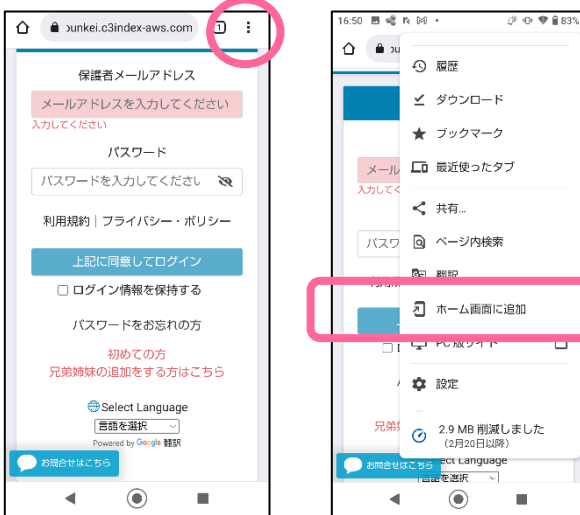 ounkei.c3index-aws.com
1
保護者メールアドレス
メールアドレスを入力してください
入力してください
パスワード
パスワードを入力してください
利用規約│プライバシー・ポリシー
上記に同意してログイン
ログイン情報を保持する
パスワードをお忘れの方
初めての方
兄弟姉妹の追加をする方はこちら
Select Language
言語を選択
Powered by Google 翻訳
お問合せはこちら
16:50
83%
履歴
ダウンロード
ブックマーク
最近使ったタブ
メール
入力してく
共有...
パスワ
ページ内検索
翻訳
ホーム画面に追加
PC 版サイト
設定
兄弟
2.9 MB 削減しました
(2月20日以降)
お問合せはこちら
ect Language
言語を選択